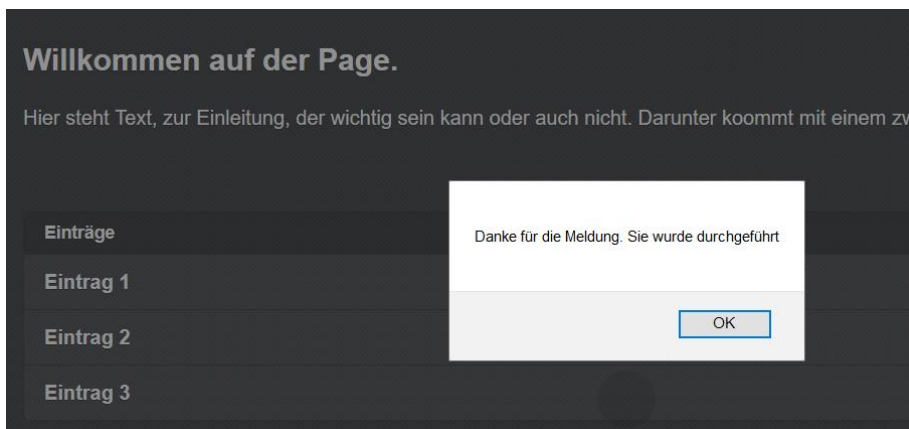 Willkommen auf der Page.
Hier steht Text, zur Einleitung, der wichtig sein kann oder auch nicht. Darunter koommt mit einem
Einträge
Danke für die Meldung. Sie wurde durchgeführt
Eintrag 1
OK
Eintrag 2
Eintrag 3